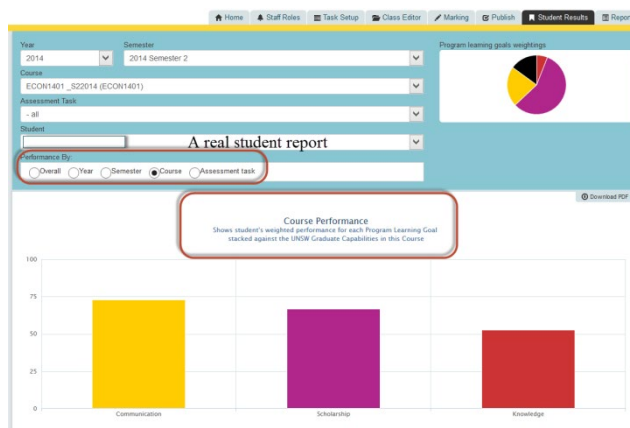 Home Staff Roles Task Setup Class Editor Marking Publish Student Results Repor
Year Semester Program learning goals weightings
2014 2014 Semester 2
Course
ECON1401 _S22014 (ECON1401)
Assessment Task
- all
Student
A real student report
Performance By:
Overall Year Semester Course Assessment task
Download PDF
Course Performance
Shows student's weighted performance for each Program Learning Goal
stacked against the UNSW Graduate Capabilities in this Course
100
75
50
25
0
Communication Scholarship Knowledge